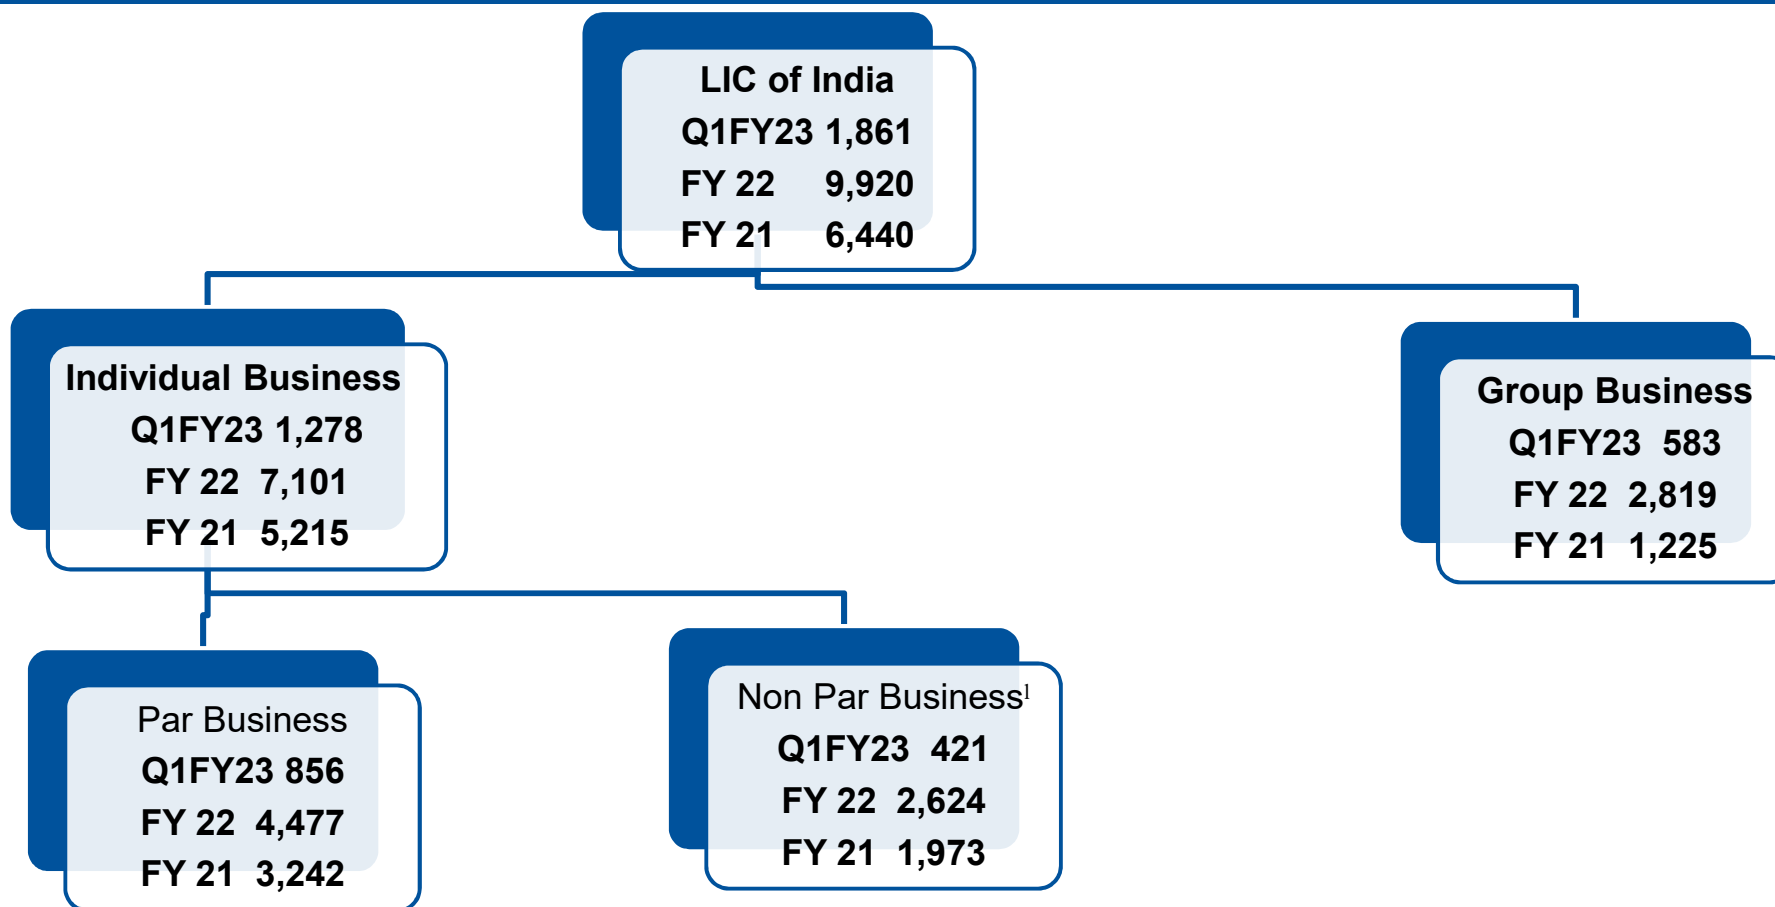 LIC of India
Q1FY23 1,861
FY 22 9,920
FY 21 6,440
Individual Business
Q1FY23 1,278
FY 22 7,101
FY 21 5,215
Group Business
Q1FY23 583
FY 22 2,819
FY 21 1,225
Par Business
Q1FY23 856
FY 22 4,477
FY 21 3,242
Non Par Business¹
Q1FY23 421
FY 22 2,624
FY 21 1,973